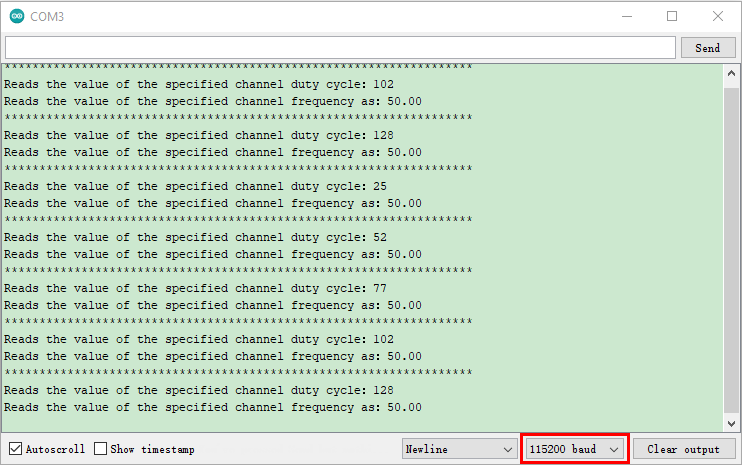 COM3
Send
*******************************************************************
Reads the value of the specified channel duty cycle: 102
Reads the value of the specified channel frequency as: 50.00
*******************************************************************
Reads the value of the specified channel duty cycle: 128
Reads the value of the specified channel frequency as: 50.00
*******************************************************************
Reads the value of the specified channel duty cycle: 25
Reads the value of the specified channel frequency as: 50.00
*******************************************************************
Reads the value of the specified channel duty cycle: 52
Reads the value of the specified channel frequency as: 50.00
*******************************************************************
Reads the value of the specified channel duty cycle: 77
Reads the value of the specified channel frequency as: 50.00
*******************************************************************
Reads the value of the specified channel duty cycle: 102
Reads the value of the specified channel frequency as: 50.00
*******************************************************************
Reads the value of the specified channel duty cycle: 128
Reads the value of the specified channel frequency as: 50.00
Autoscroll Show timestamp Newline 115200 baud Clear output